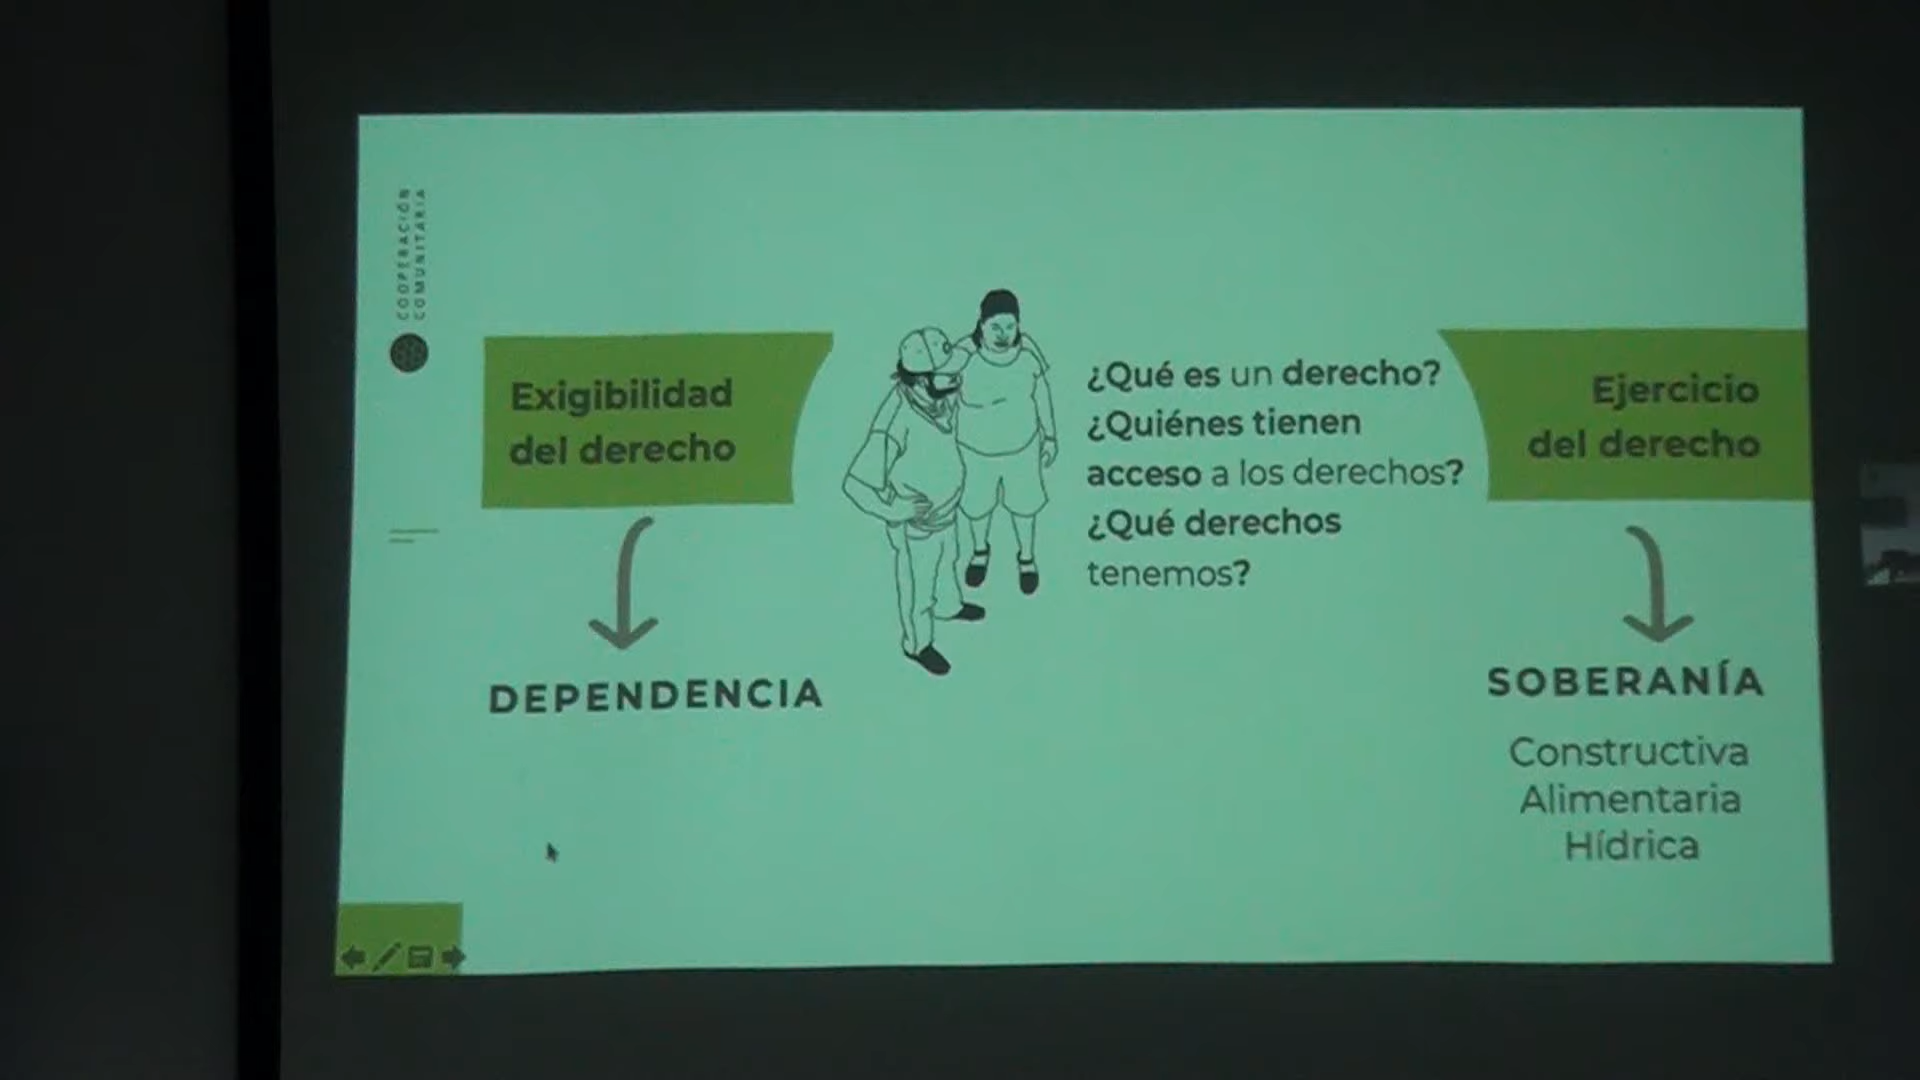 COOPERACIÓN
COMUNITARIA
Exigibilidad
del derecho
DEPENDENCIA
¿Qué es un derecho?
¿Quiénes tienen
acceso a los derechos?
¿Qué derechos
tenemos?
Ejercicio
del derecho
SOBERANÍA
Constructiva
Alimentaria
Hídrica